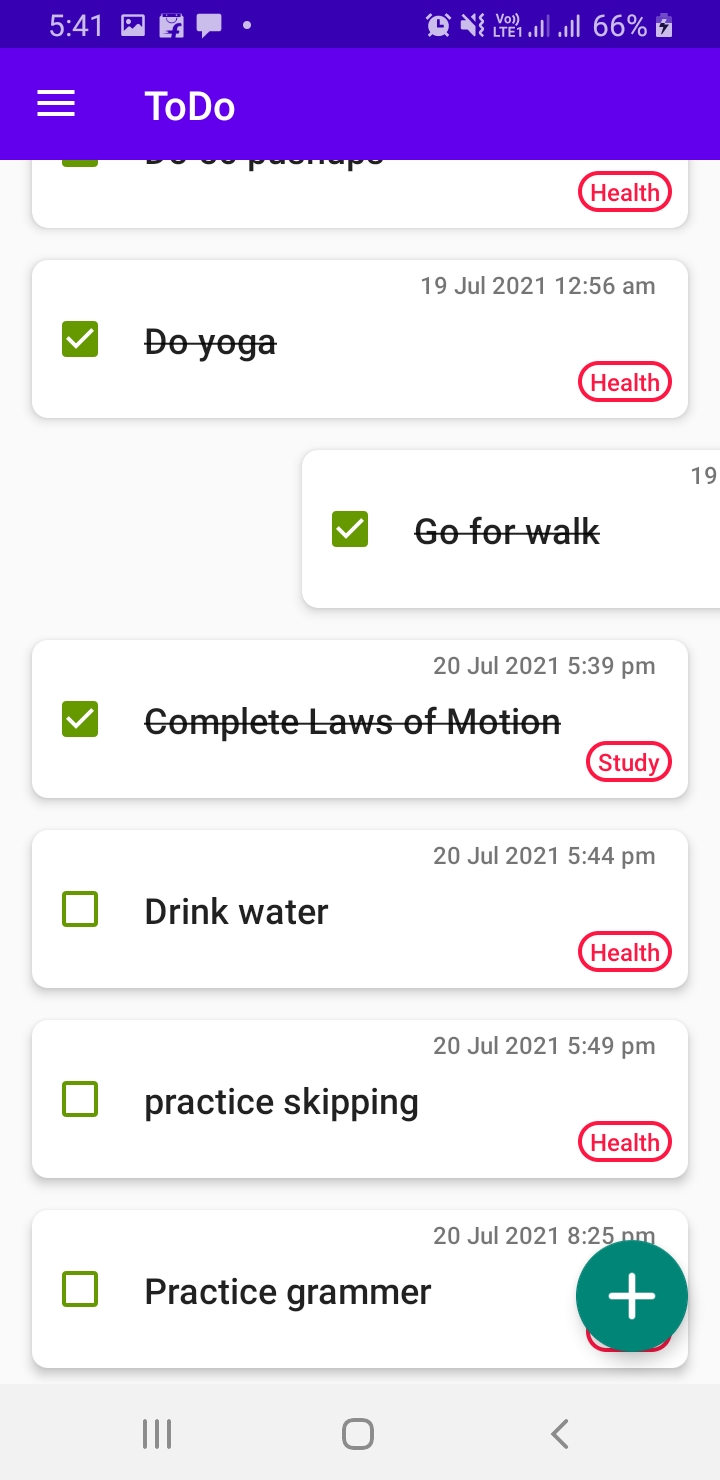 5:41 Vo)) LTE1 66%
ToDo
Health
19 Jul 2021 12:56 am
Do yoga
Health
19
Go for walk
20 Jul 2021 5:39 pm
Complete Laws of Motion
Study
20 Jul 2021 5:44 pm
Drink water
Health
20 Jul 2021 5:49 pm
practice skipping
Health
20 Jul 2021 8:25 pm
Practice grammer